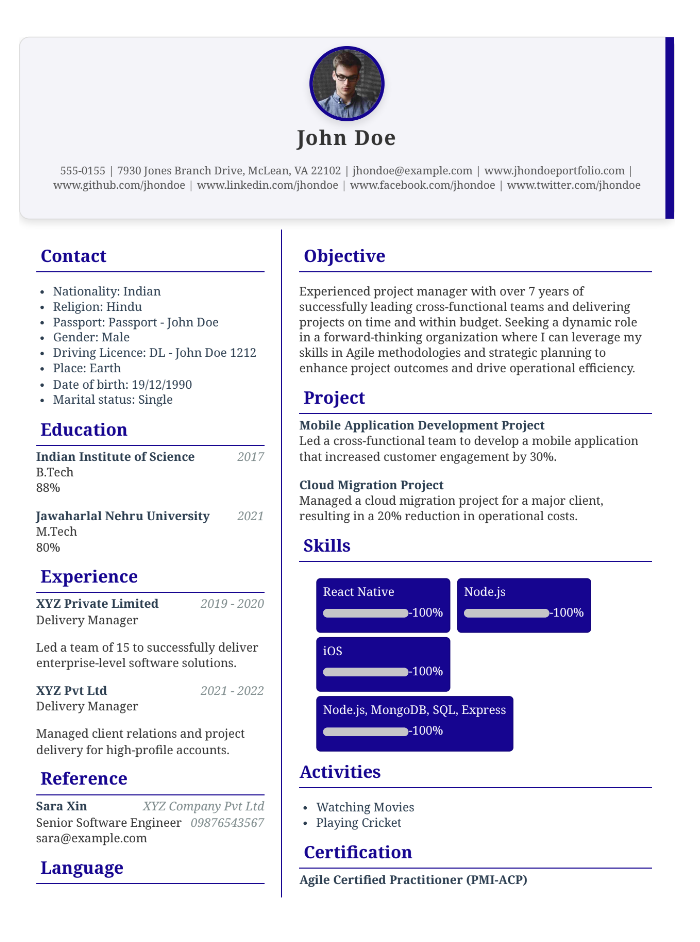 John Doe
555-0155 | 7930 Jones Branch Drive, McLean, VA 22102 | jhondoe@example.com | www.jhondoeportfolio.com |
www.github.com/jhondoe | www.linkedin.com/jhondoe | www.facebook.com/jhondoe | www.twitter.com/jhondoe
Contact
• Nationality: Indian
• Religion: Hindu
• Passport: Passport - John Doe
• Gender: Male
• Driving Licence: DL - John Doe 1212
• Place: Earth
• Date of birth: 19/12/1990
• Marital status: Single
Education
Indian Institute of Science 2017
B.Tech
88%
Jawaharlal Nehru University 2021
M.Tech
80%
Experience
XYZ Private Limited 2019 - 2020
Delivery Manager
Led a team of 15 to successfully deliver
enterprise-level software solutions.
XYZ Pvt Ltd 2021 - 2022
Delivery Manager
Managed client relations and project
delivery for high-profile accounts.
Reference
Sara Xin XYZ Company Pvt Ltd
Senior Software Engineer 09876543567
sara@example.com
Language
Objective
Experienced project manager with over 7 years of
successfully leading cross-functional teams and delivering
projects on time and within budget. Seeking a dynamic role
in a forward-thinking organization where I can leverage my
skills in Agile methodologies and strategic planning to
enhance project outcomes and drive operational efficiency.
Project
Mobile Application Development Project
Led a cross-functional team to develop a mobile application
that increased customer engagement by 30%.
Cloud Migration Project
Managed a cloud migration project for a major client,
resulting in a 20% reduction in operational costs.
Skills
React Native
-100%
Node.js
-100%
iOS
-100%
Node.js, MongoDB, SQL, Express
-100%
Activities
• Watching Movies
• Playing Cricket
Certification
Agile Certified Practitioner (PMI-ACP)